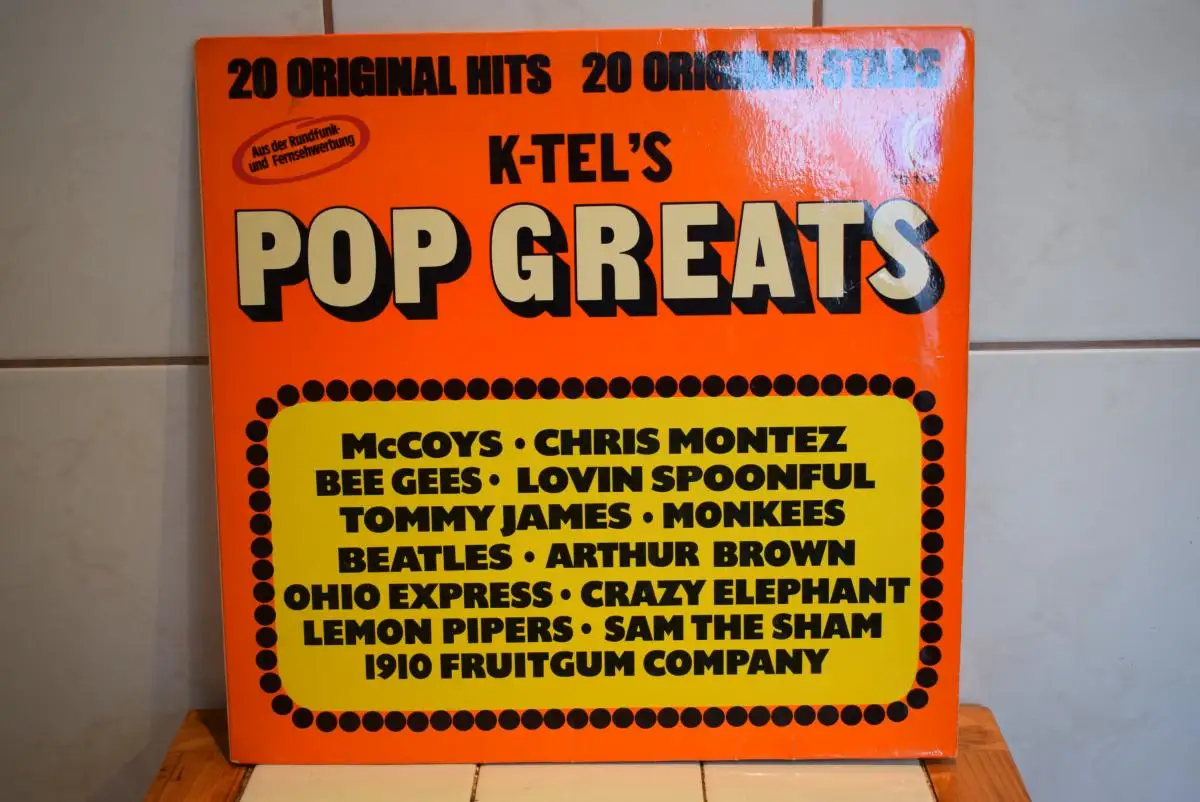 20 ORIGINAL HITS 20 ORIGINAL STARS
Aus der Rundfunk-
und Fernsehwerbung
K-TEL'S
POP GREATS
McCOYS • CHRIS MONTEZ
BEE GEES • LOVIN SPOONFUL
TOMMY JAMES • MONKEES
BEATLES • ARTHUR BROWN
OHIO EXPRESS • CRAZY ELEPHANT
LEMON PIPERS • SAM THE SHAM
1910 FRUITGUM COMPANY